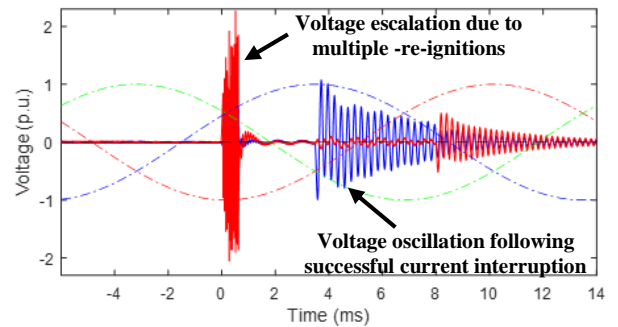 Voltage escalation due to
multiple -re-ignitions
Voltage (p.u.)
2
1
0
-1
-2
Voltage oscillation following
successful current interruption
-4 -2 0 2 4 6 8 10 12 14
Time (ms)